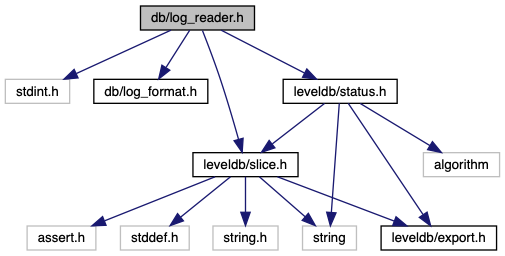 db/log_reader.h
stdint.h
db/log_format.h
leveldb/status.h
leveldb/slice.h
algorithm
assert.h
stddef.h
string.h
string
leveldb/export.h